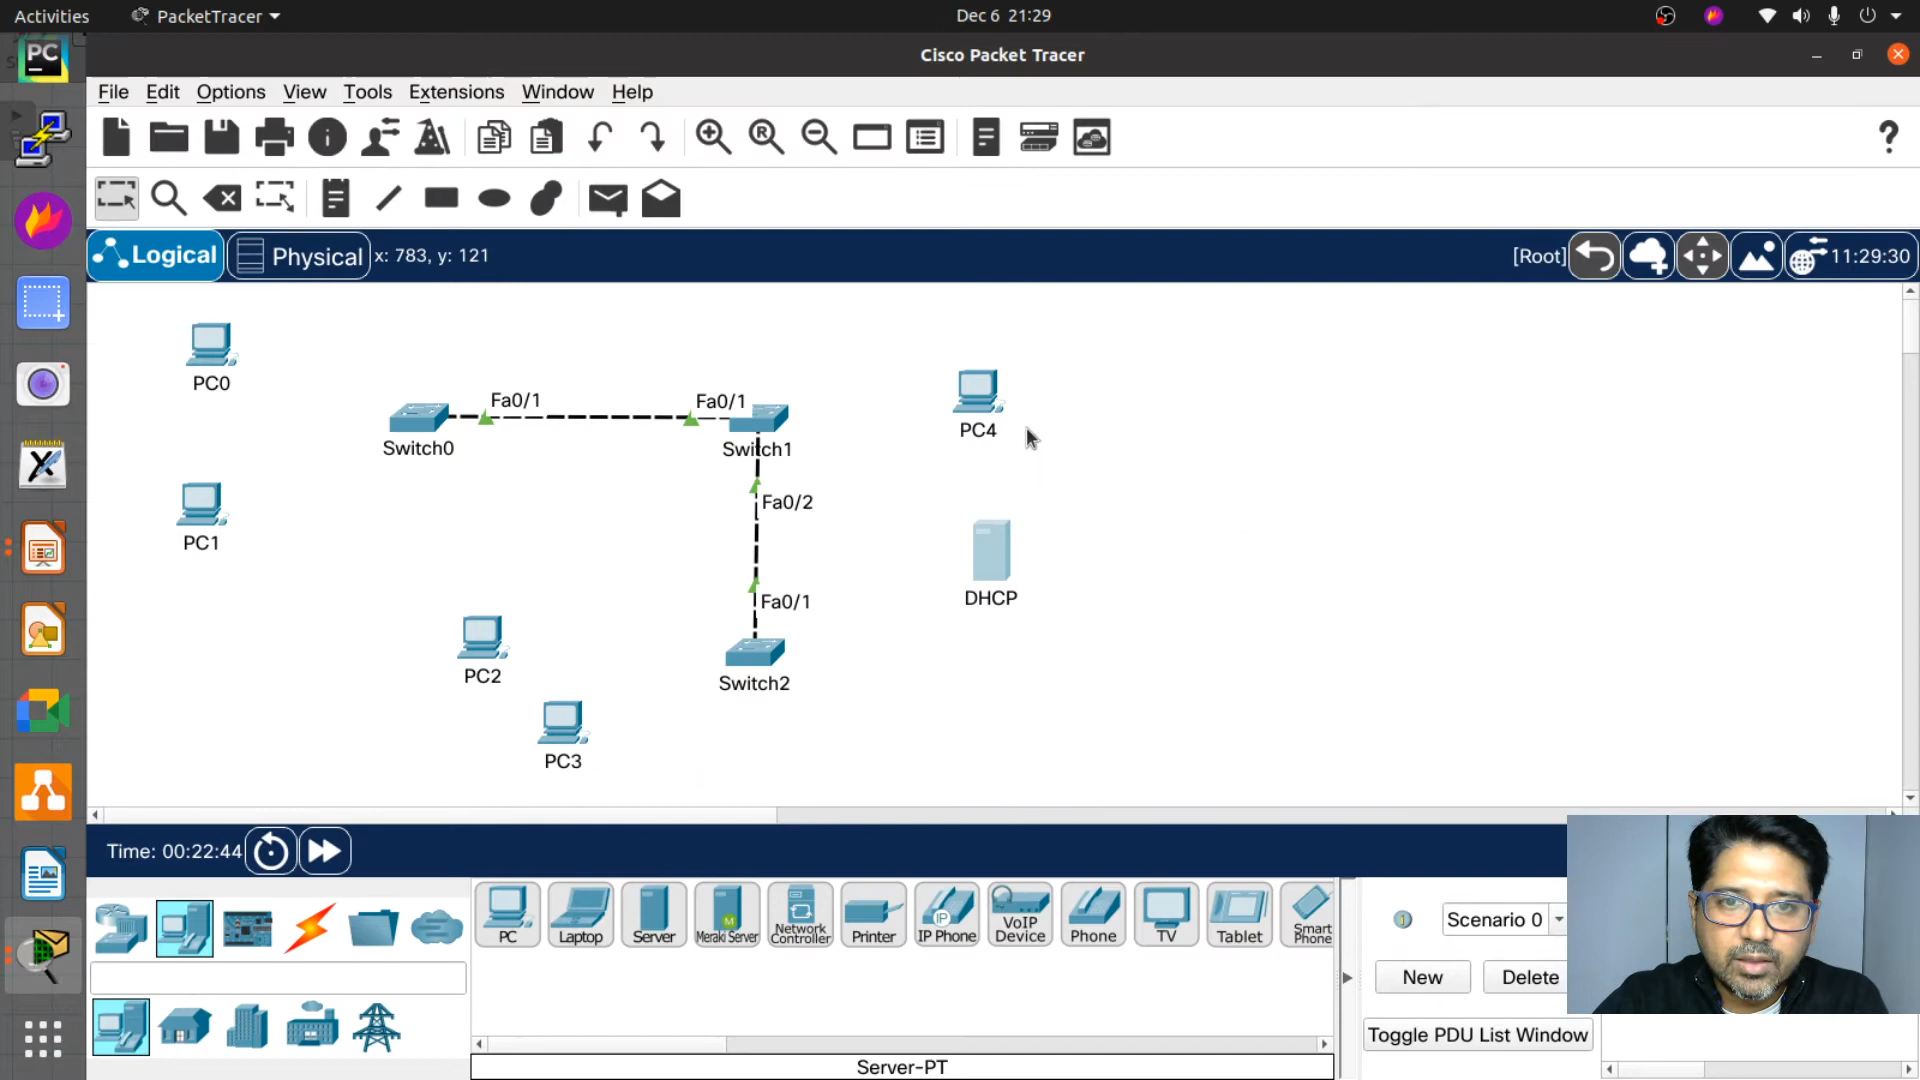 Activities
PacketTracer
Dec 6 21:29
Cisco Packet Tracer
PC
File Edit Options View Tools Extensions Window Help
R
?
Logical
Physical
x: 783, y: 121
[Root]
11:29:30
PC0
PC4
Fa0/1
Fa0/1
Switch0
Switch1
Fa0/2
PC1
DHCP
Fa0/1
PC2
Switch2
PC3
Time: 00:22:44
PC
Laptop
Server
M
Meraki Server
Network Controller
Printer
IP
IP Phone
VoIP Device
Phone
TV
Tablet
Smart Phone
Scenario 0
New
Delete
Toggle PDU List Window
Server-PT